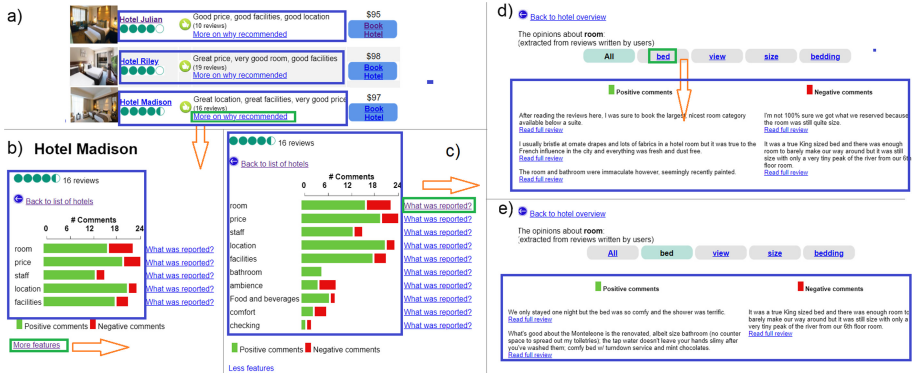 a)
Hotel Julian
Good price, good facilities, good location
(10 reviews)
More on why recommended
$95
Book
Hotel
Hotel Riley
Great price, very good room, good facilities
(19 reviews)
More on why recommended
$98
Book
Hotel
Hotel Madison
Great location, great facilities, very good price
(16 reviews)
More on why recommended
$97
Book
Hotel
b) Hotel Madison
16 reviews
Back to list of hotels
# Comments
0 6 12 18 24
room What was reported?
price What was reported?
staff What was reported?
location What was reported?
facilities What was reported?
Positive comments Negative comments
More features
c)
16 reviews
Back to list of hotels
# Comments
0 6 12 18 24
room What was reported?
price What was reported?
staff What was reported?
location What was reported?
facilities What was reported?
bathroom What was reported?
ambience What was reported?
Food and beverages What was reported?
comfort What was reported?
checking What was reported?
Positive comments Negative comments
Less features
d)
Back to hotel overview
The opinions about room:
(extracted from reviews written by users)
All bed view size bedding
Positive comments Negative comments
After reading the reviews here, I was sure to book the largest, nicest room category
available below a suite.
Read full review
I usually bristle at ornate drapes and lots of fabrics in a hotel room but it was true to the
French influence in the city and everything was fresh and dust free.
Read full review
The room and bathroom were immaculate however, seemingly recently painted.
Read full review
I'm not 100% sure we got what we reserved because
the room was still quite size.
Read full review
It was a true King sized bed and there was enough
room to barely make our way around but it was still
size with only a very tiny peak of the river from our 6th
floor room.
Read full review
e)
Back to hotel overview
The opinions about room:
(extracted from reviews written by users)
All bed view size bedding
Positive comments Negative comments
We only stayed one night but the bed was so comfy and the shower was terrific.
Read full review
What's good about the Monteleone is the renovated, albeit size bathroom (no counter
space to spread out my toiletries); the tap water doesn't leave your hands slimy after
you've washed them; comfy bed w/ turndown service and mint chocolates.
Read full review
It was a true King sized bed and there was enough room to
barely make our way around but it was still size with only a
very tiny peak of the river from our 6th floor room.
Read full review